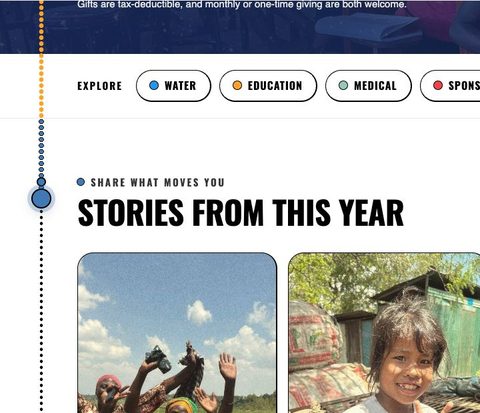 Gifts are tax-deductible, and monthly or one-time giving are both welcome.
EXPLORE
WATER
EDUCATION
MEDICAL
SPONS
SHARE WHAT MOVES YOU
STORIES FROM THIS YEAR